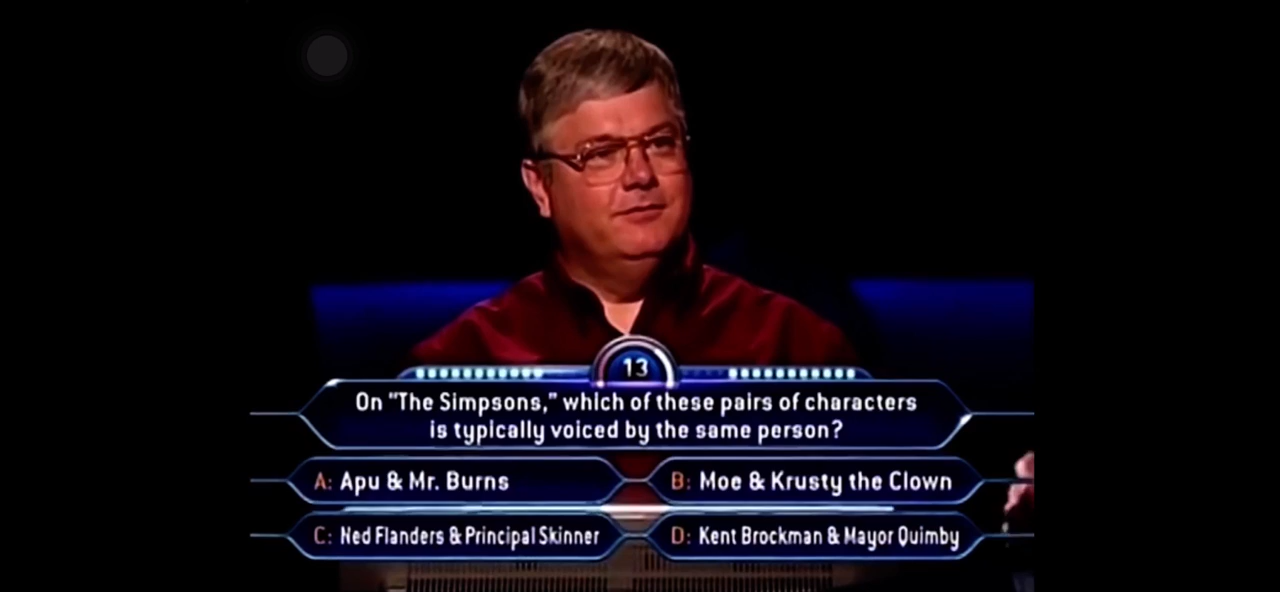 13
On "The Simpsons," which of these pairs of characters
is typically voiced by the same person?
A: Apu & Mr. Burns
B: Moe & Krusty the Clown
C: Ned Flanders & Principal Skinner
D: Kent Brockman & Mayor Quimby